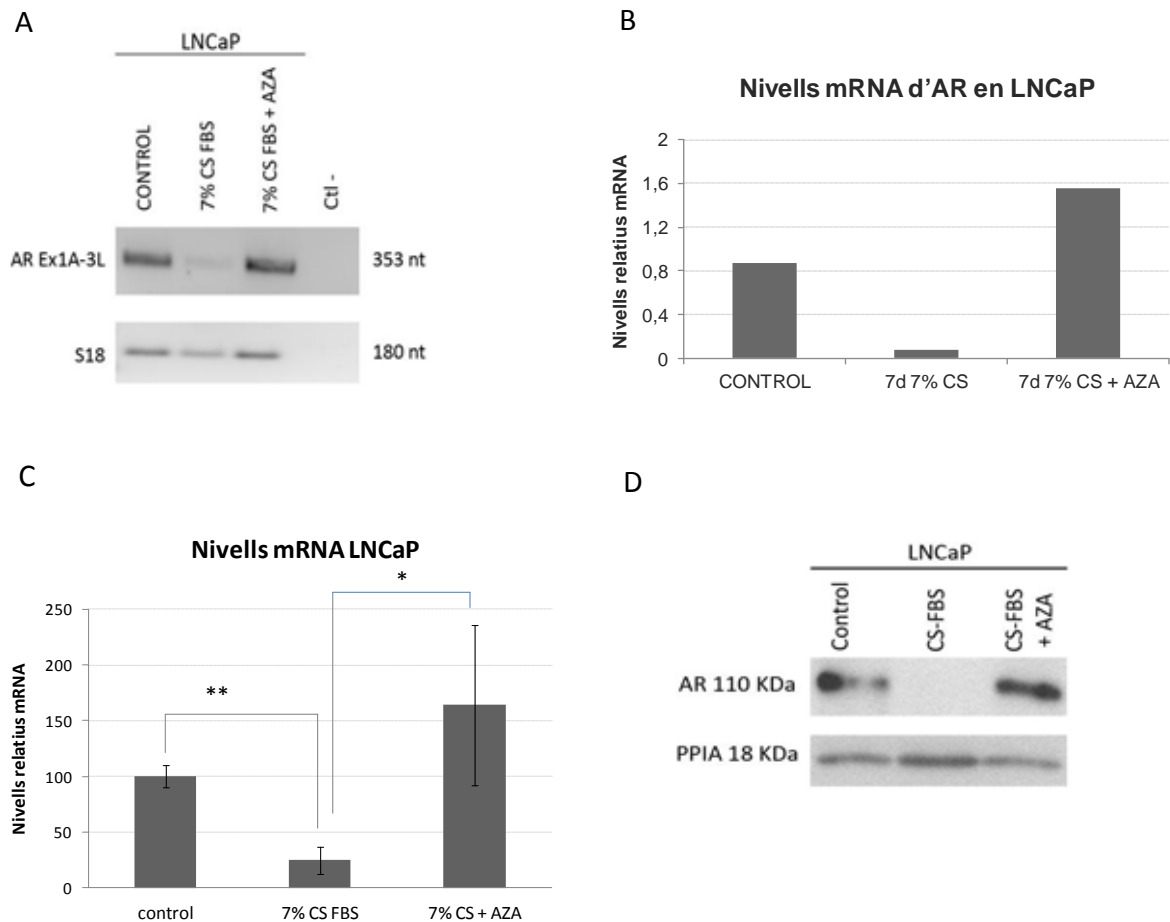 A
LNCaP
CONTROL
7% CS FBS
7% CS FBS + AZA
Ctl -
AR Ex1A-3L
353 nt
S18
180 nt
B
Nivells mRNA d'AR en LNCaP
Nivells relatius mRNA
2
1,6
1,2
0,8
0,4
0
CONTROL
7d 7% CS
7d 7% CS + AZA
C
Nivells mRNA LNCaP
Nivells relatius mRNA
250
200
150
100
50
0
**
*
control
7% CS FBS
7% CS + AZA
D
LNCaP
Control
CS-FBS
CS-FBS
+ AZA
AR 110 KDa
PPIA 18 KDa